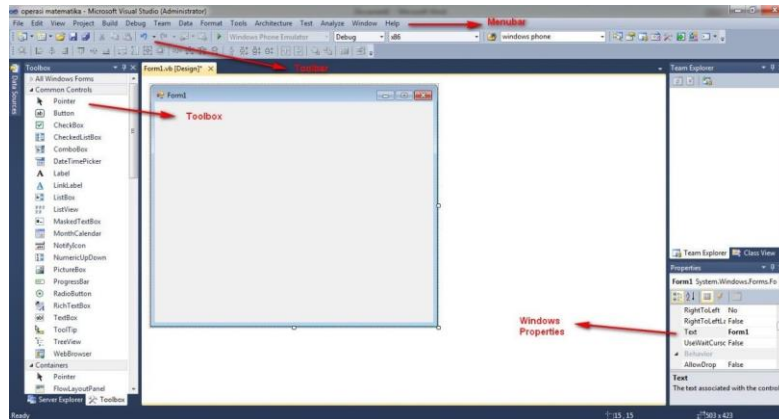 operasi matematika - Microsoft Visual Studio (Administrator)
File Edit View Project Build Debug Team Data Format Tools Architecture Test Analyze Window Help
Menubar
Windows Phone Emulator
Debug
x86
windows phone
Toolbar
Toolbox
Form1.vb [Design]*
Team Explorer
Data Sources
All Windows Forms
Common Controls
Pointer
Button
CheckBox
CheckedListBox
ComboBox
DateTimePicker
Label
LinkLabel
ListBox
ListView
MaskedTextBox
MonthCalendar
NotifyIcon
NumericUpDown
PictureBox
ProgressBar
RadioButton
RichTextBox
TextBox
ToolTip
TreeView
WebBrowser
Containers
Pointer
FlowLayoutPanel
Server Explorer Toolbox
Form1
Toolbox
Windows
Properties
Team Explorer Class View
Properties
Form1 System.Windows.Forms.Fo
RightToLeft No
RightToLeftLa False
Text Form1
UseWaitCursc False
Behavior
AllowDrop False
Text
The text associated with the control
Ready
15 , 15
503 x 423